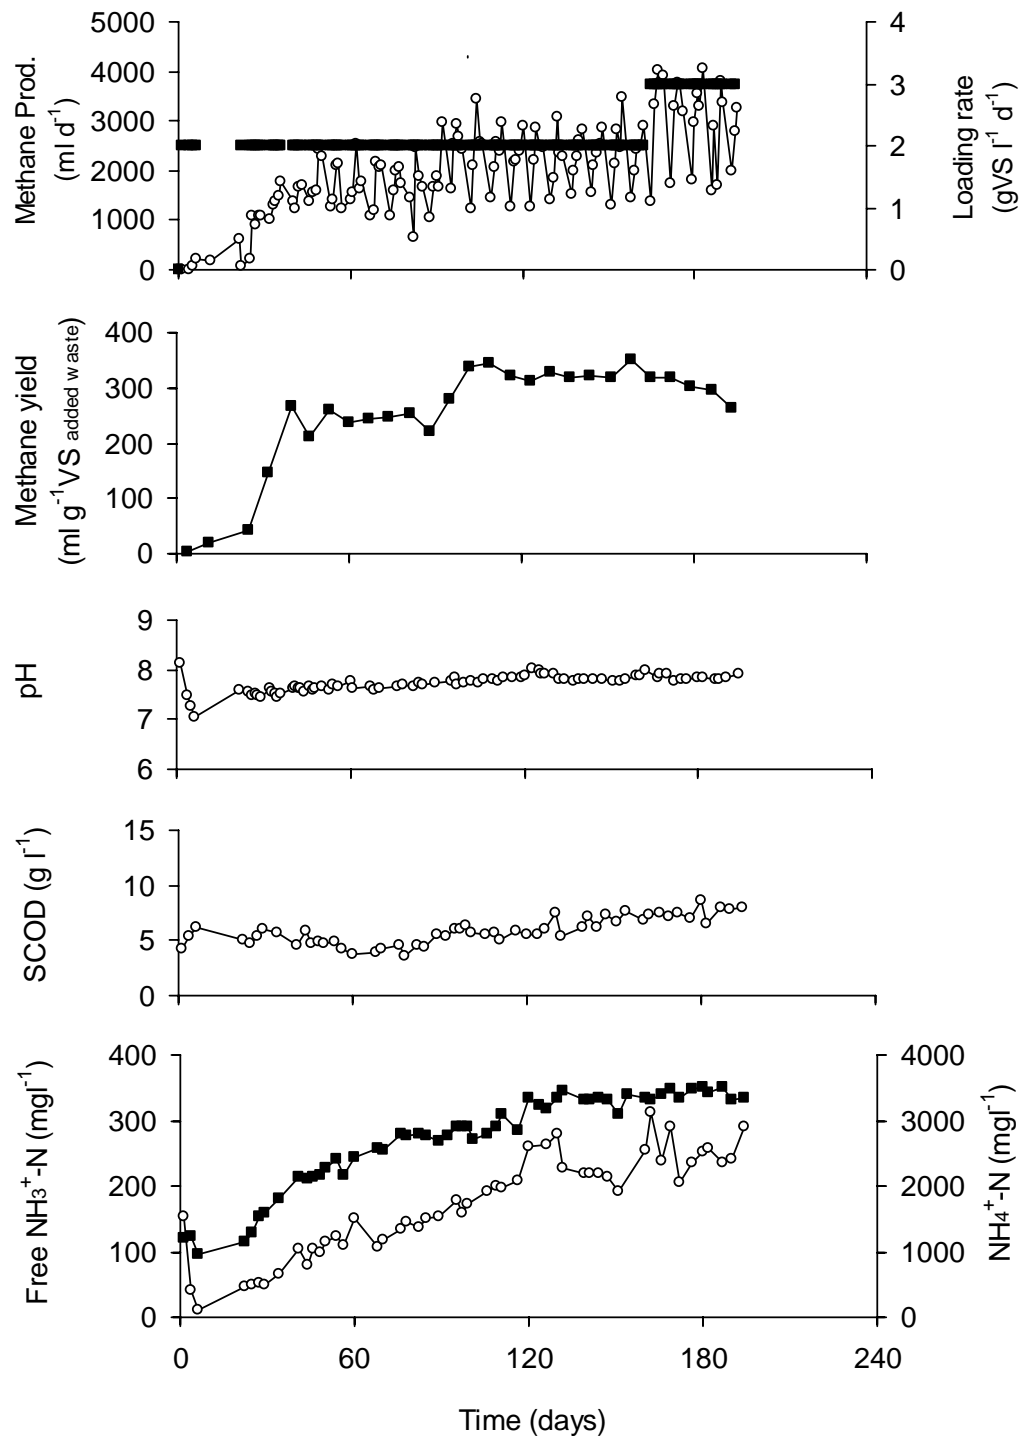 Methane Prod.
(ml d-1)
5000
4000
3000
2000
1000
0
4
3
2
1
0
Loading rate
(gVS l-1 d-1)
Methane yield
(ml g-1VS added waste)
400
300
200
100
0
pH
9
8
7
6
SCOD (g l-1)
15
10
5
0
Free NH3+-N (mgl-1)
400
300
200
100
0
4000
3000
2000
1000
0
NH4+-N (mgl-1)
0 60 120 180 240
Time (days)